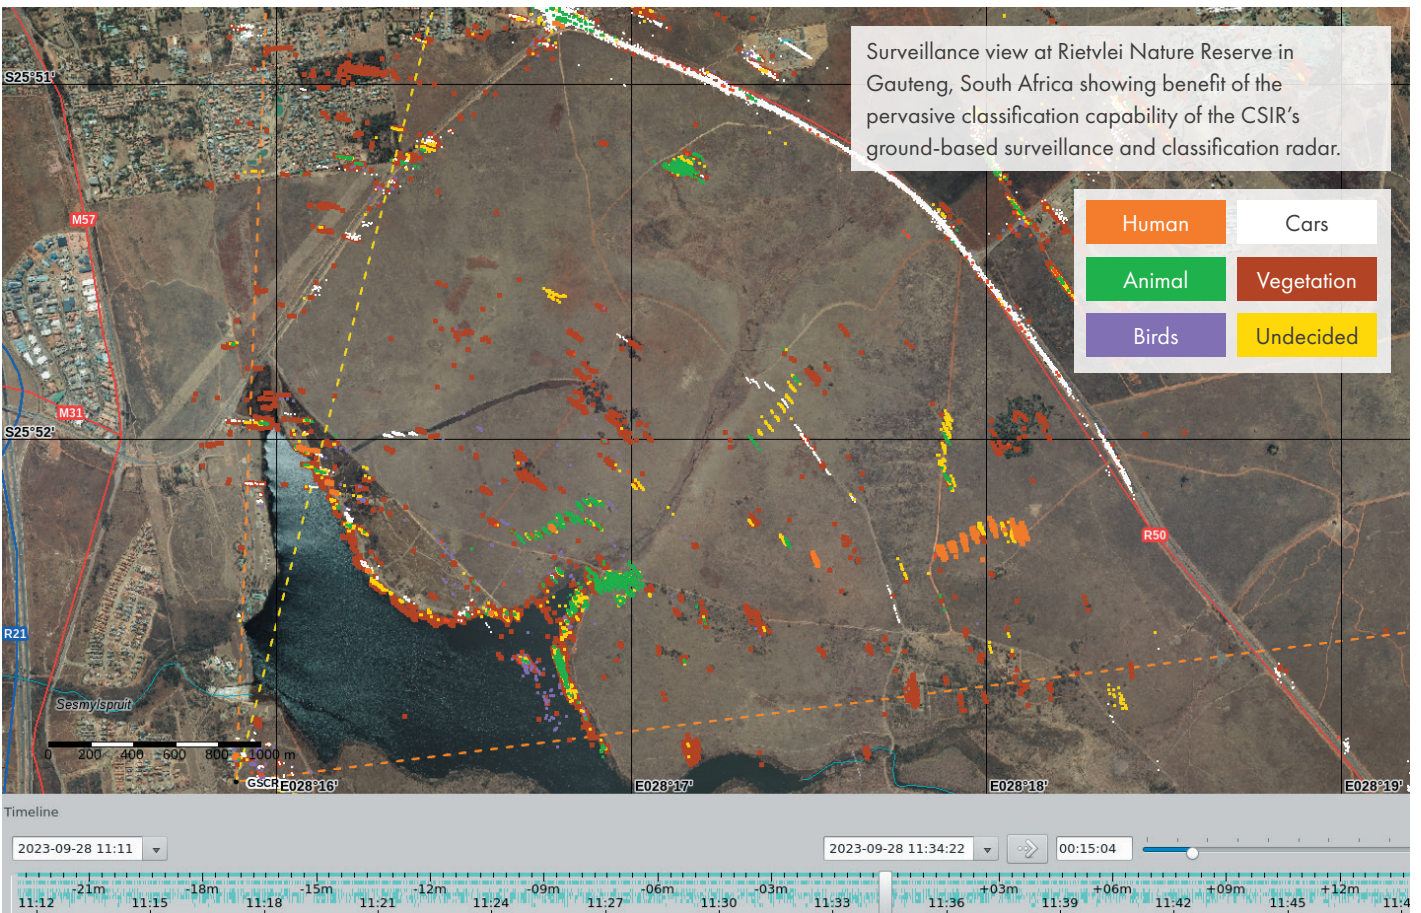 Surveillance view at Rietvlei Nature Reserve in
Gauteng, South Africa showing benefit of the
pervasive classification capability of the CSIR's
ground-based surveillance and classification radar.
Human
Cars
Animal
Vegetation
Birds
Undecided
S25°51'
M57
M31
S25°52'
R50
R21
Sesmylspruit
0 200 400 600 800 1000 m
GSCR
E028°16'
E028°17'
E028°18'
E028°19'
Timeline
2023-09-28 11:11
2023-09-28 11:34:22
00:15:04
-21m -18m -15m -12m -09m -06m -03m +03m +06m +09m +12m
11:12 11:15 11:18 11:21 11:24 11:27 11:30 11:33 11:36 11:39 11:42 11:45 11:4